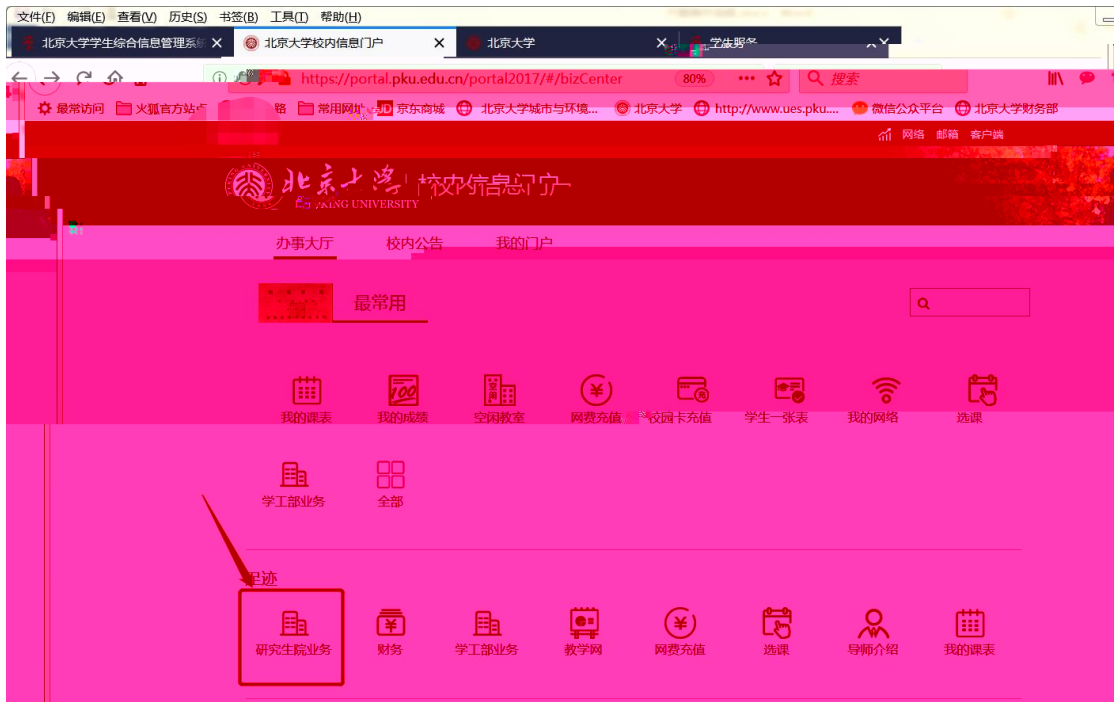 文件(F) 编辑(E) 查看(V) 历史(S) 书签(B) 工具(T) 帮助(H)
北京大学学生综合信息管理系统 北京大学校内信息门户 北京大学
https://portal.pku.edu.cn/portal2017/#/bizCenter 80% 搜索
最常访问 火狐官方站点 常用网址 JD 京东商城 北京大学城市与环境... 北京大学 http://www.ues.pku.... 微信公众平台 北京大学财务部
网络 邮箱 客户端
北京大学 校内信息门户
UNIVERSITY
办事大厅 校内公告 我的门户
最常用
我的课表 我的成绩 空闲教室 网费充值 校园卡充值 学生一张表 我的网络 选课
学工部业务 全部
足迹
研究生院业务 财务 学工部业务 教学网 网费充值 选课 导师介绍 我的课表